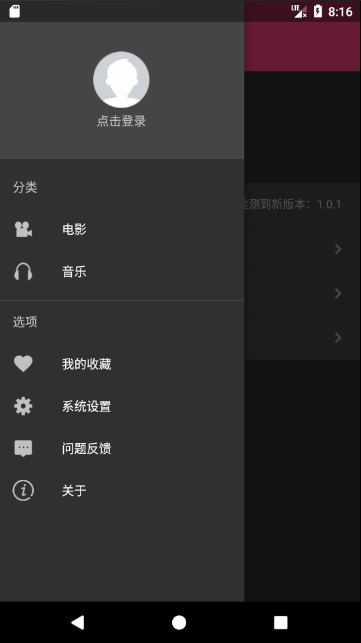 LTE 8:16
点击登录
分类
检测到新版本：1.0.1
电影
音乐
选项
我的收藏
系统设置
问题反馈
关于